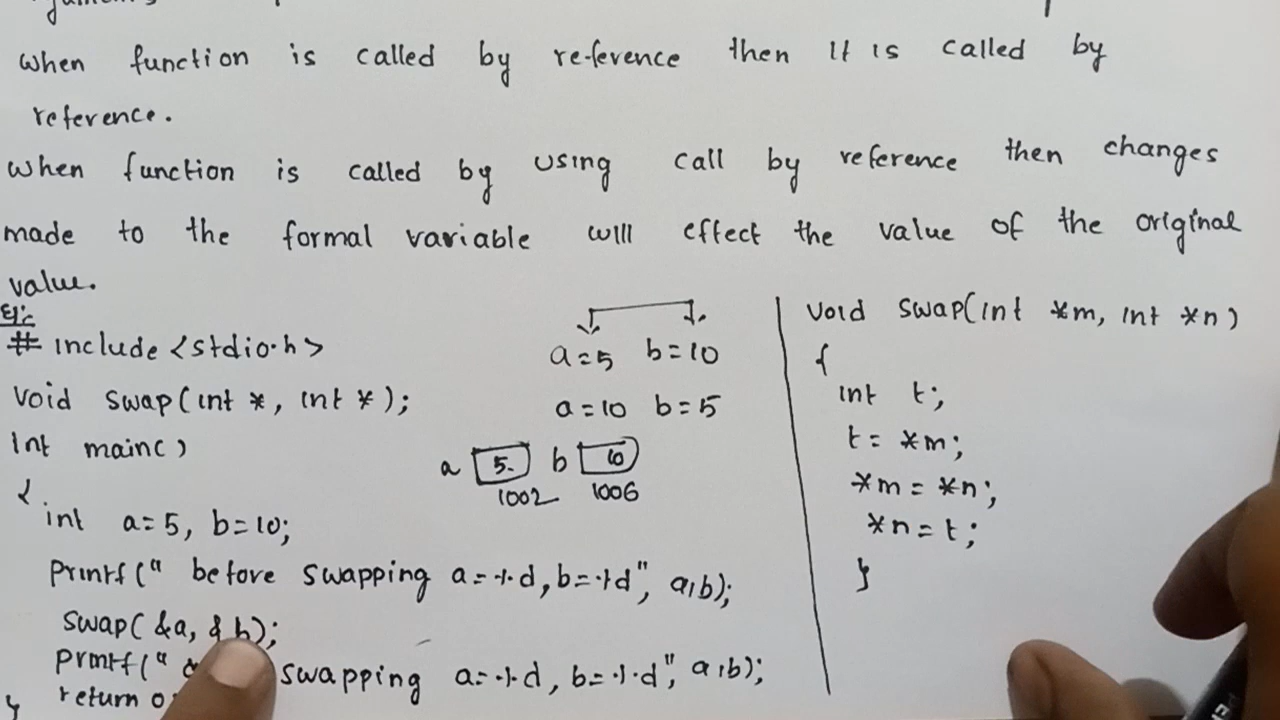 when function is called by reference then it is called by
reference.
when function is called by using call by reference then changes
made to the formal variable will effect the value of the original
value.
Ex:
# include <stdio.h>
void swap(int *, int *);
int main()
{
int a=5, b=10;
printf(" before swapping a=%d, b=%d", a,b);
swap(&a, &b);
printf(" swapping a=%d, b=%d", a,b);
return 0
}
a=5 b=10
a=10 b=5
a 5 b 10
1002 1006
void swap(int *m, int *n)
{
int t;
t= *m;
*m= *n;
*n= t;
}